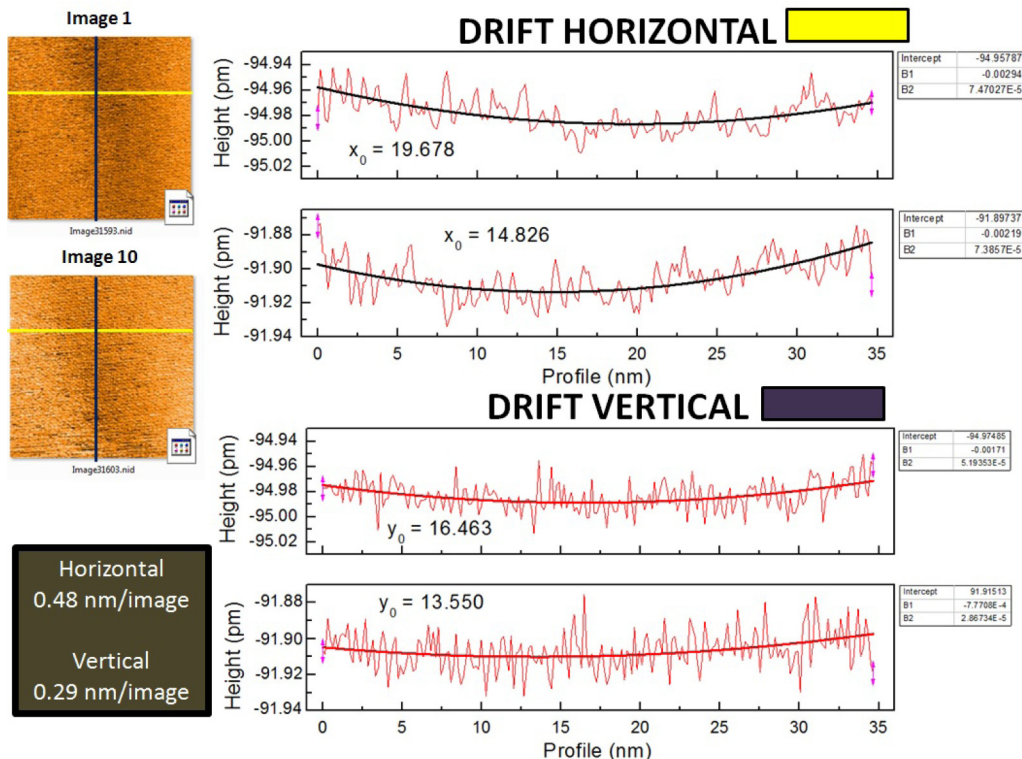 Image 1
Image31593.nid
Image 10
Image31603.nid
DRIFT HORIZONTAL
Height (pm)
-94.94
-94.96
-94.98
-95.00
-95.02
x0 = 19.678
Intercept -94.95787
B1 -0.00294
B2 7.47027E-5
Height (pm)
-91.88
-91.90
-91.92
-91.94
x0 = 14.826
Intercept -91.89737
B1 -0.00219
B2 7.3857E-5
0 5 10 15 20 25 30 35
Profile (nm)
DRIFT VERTICAL
Height (pm)
-94.94
-94.96
-94.98
-95.00
-95.02
y0 = 16.463
Intercept -94.97485
B1 -0.00171
B2 5.19353E-5
Height (pm)
-91.88
-91.90
-91.92
-91.94
y0 = 13.550
Intercept 91.91513
B1 -7.7708E-4
B2 2.86734E-5
0 5 10 15 20 25 30 35
Profile (nm)
Horizontal
0.48 nm/image
Vertical
0.29 nm/image